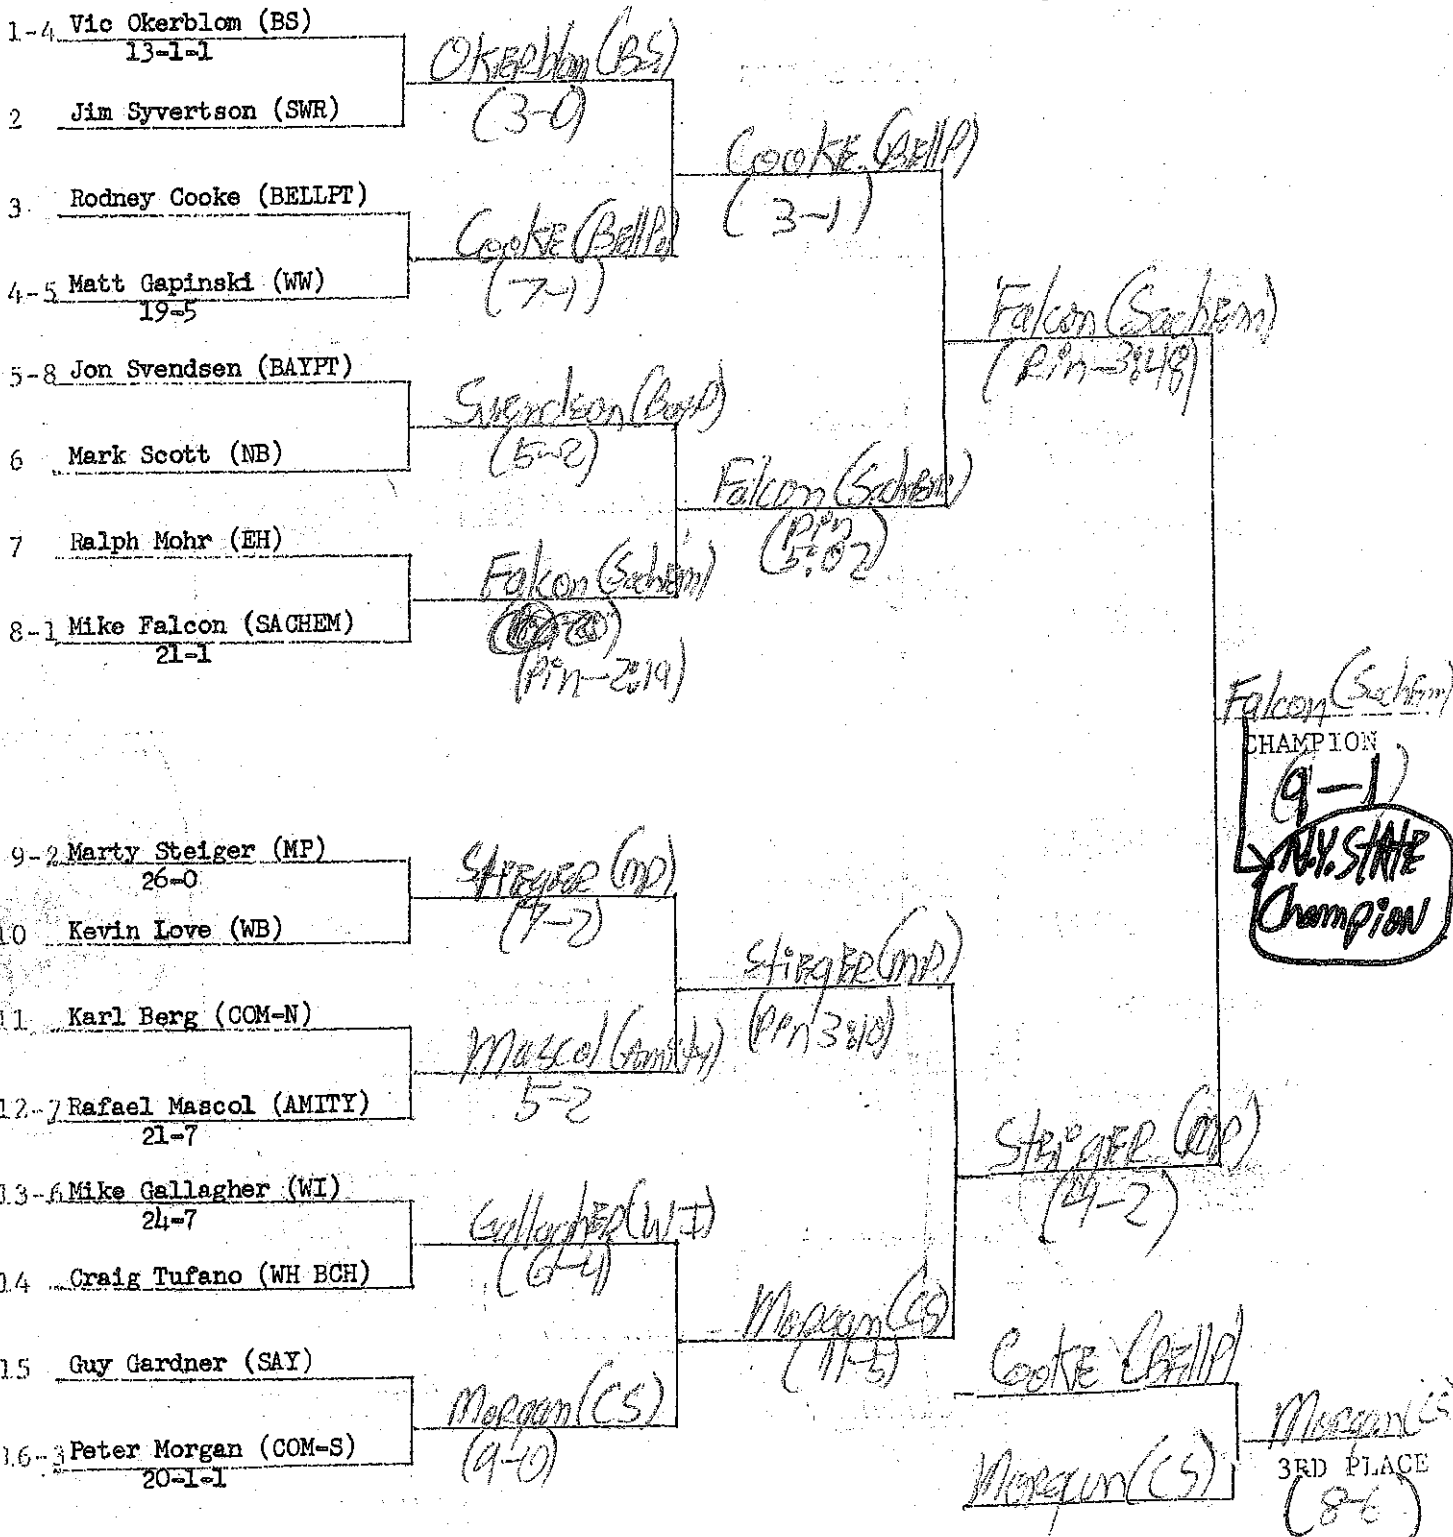 1-4 Vic Okerblom (BS)
13-1-1
2 Jim Syvertson (SWR)
3 Rodney Cooke (BELLPT)
4-5 Matt Gapinski (WW)
19-5
5-8 Jon Svendsen (BAYPT)
6 Mark Scott (NB)
7 Ralph Mohr (EH)
8-1 Mike Falcon (SACHEM)
21-1
9-2 Marty Steiger (MP)
26-0
10 Kevin Love (WB)
11 Karl Berg (COM-N)
12-7 Rafael Mascol (AMITY)
21-7
13-6 Mike Gallagher (WI)
24-7
14 Craig Tufano (WH BCH)
15 Guy Gardner (SAY)
16-3 Peter Morgan (COM-S)
20-1-1
Okerblom (BS)
(3-0)
Cooke (BellP)
(7-1)
Svendsen (BayP)
(5-2)
Falcon (Sachem)
(Pin-2:19)
Stieger (MP)
(7-2)
Mascol (Amity)
5-2
Gallagher (WI)
(6-4)
Morgan (CS)
(9-0)
Cooke (BellP)
(3-1)
Falcon (Sachem)
(Pin
5:02)
Stieger (MP)
(Pin 3:10)
Morgan (CS)
(11-5)
Falcon (Sachem)
(Pin-3:48)
Steiger (MP)
(4-2)
Falcon (Sachem)
CHAMPION
(9-1)
N.Y. STATE
Champion
Cooke (BellP)
Morgan (CS)
Morgan (CS
3RD PLACE
(8-6)